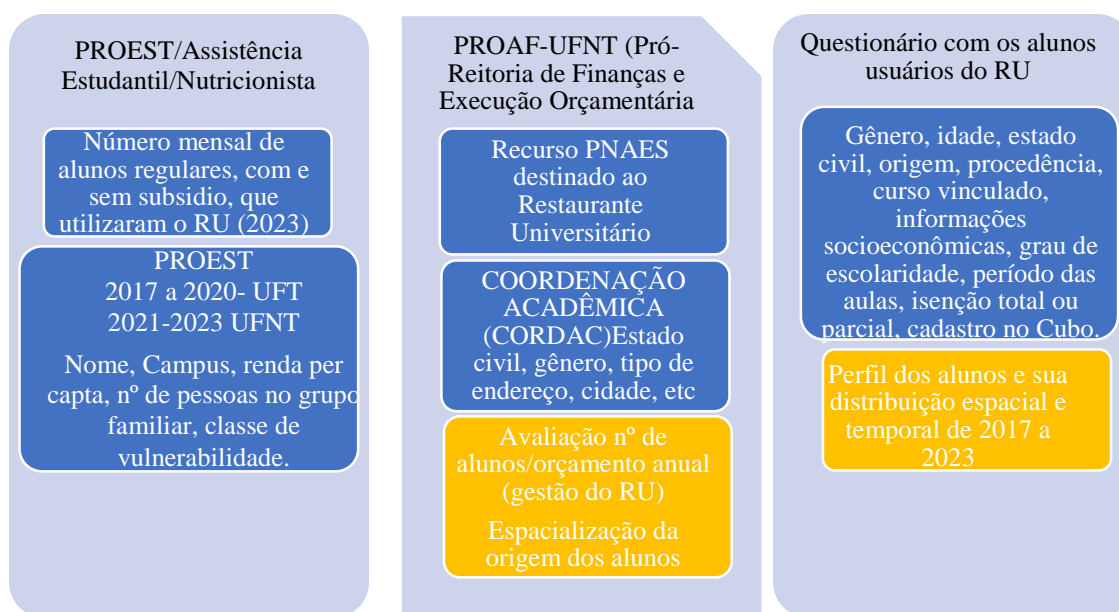 PROEST/Assistência
Estudantil/Nutricionista
Número mensal de
alunos regulares, com e
sem subsidio, que
utilizaram o RU (2023)
PROEST
2017 a 2020- UFT
2021-2023 UFNT
Nome, Campus, renda per
capta, nº de pessoas no grupo
familiar, classe de
vulnerabilidade.
PROAF-UFNT (Pró-
Reitoria de Finanças e
Execução Orçamentária
Recurso PNAES
destinado ao
Restaurante
Universitário
COORDENAÇÃO
ACADÊMICA
(CORDAC)Estado
civil, gênero, tipo de
endereço, cidade, etc
Avaliação nº de
alunos/orçamento anual
(gestão do RU)
Espacialização da
origem dos alunos
Questionário com os alunos
usuários do RU
Gênero, idade, estado
civil, origem, procedência,
curso vinculado,
informações
socioeconômicas, grau de
escolaridade, período das
aulas, isenção total ou
parcial, cadastro no Cubo.
Perfil dos alunos e sua
distribuição espacial e
temporal de 2017 a
2023